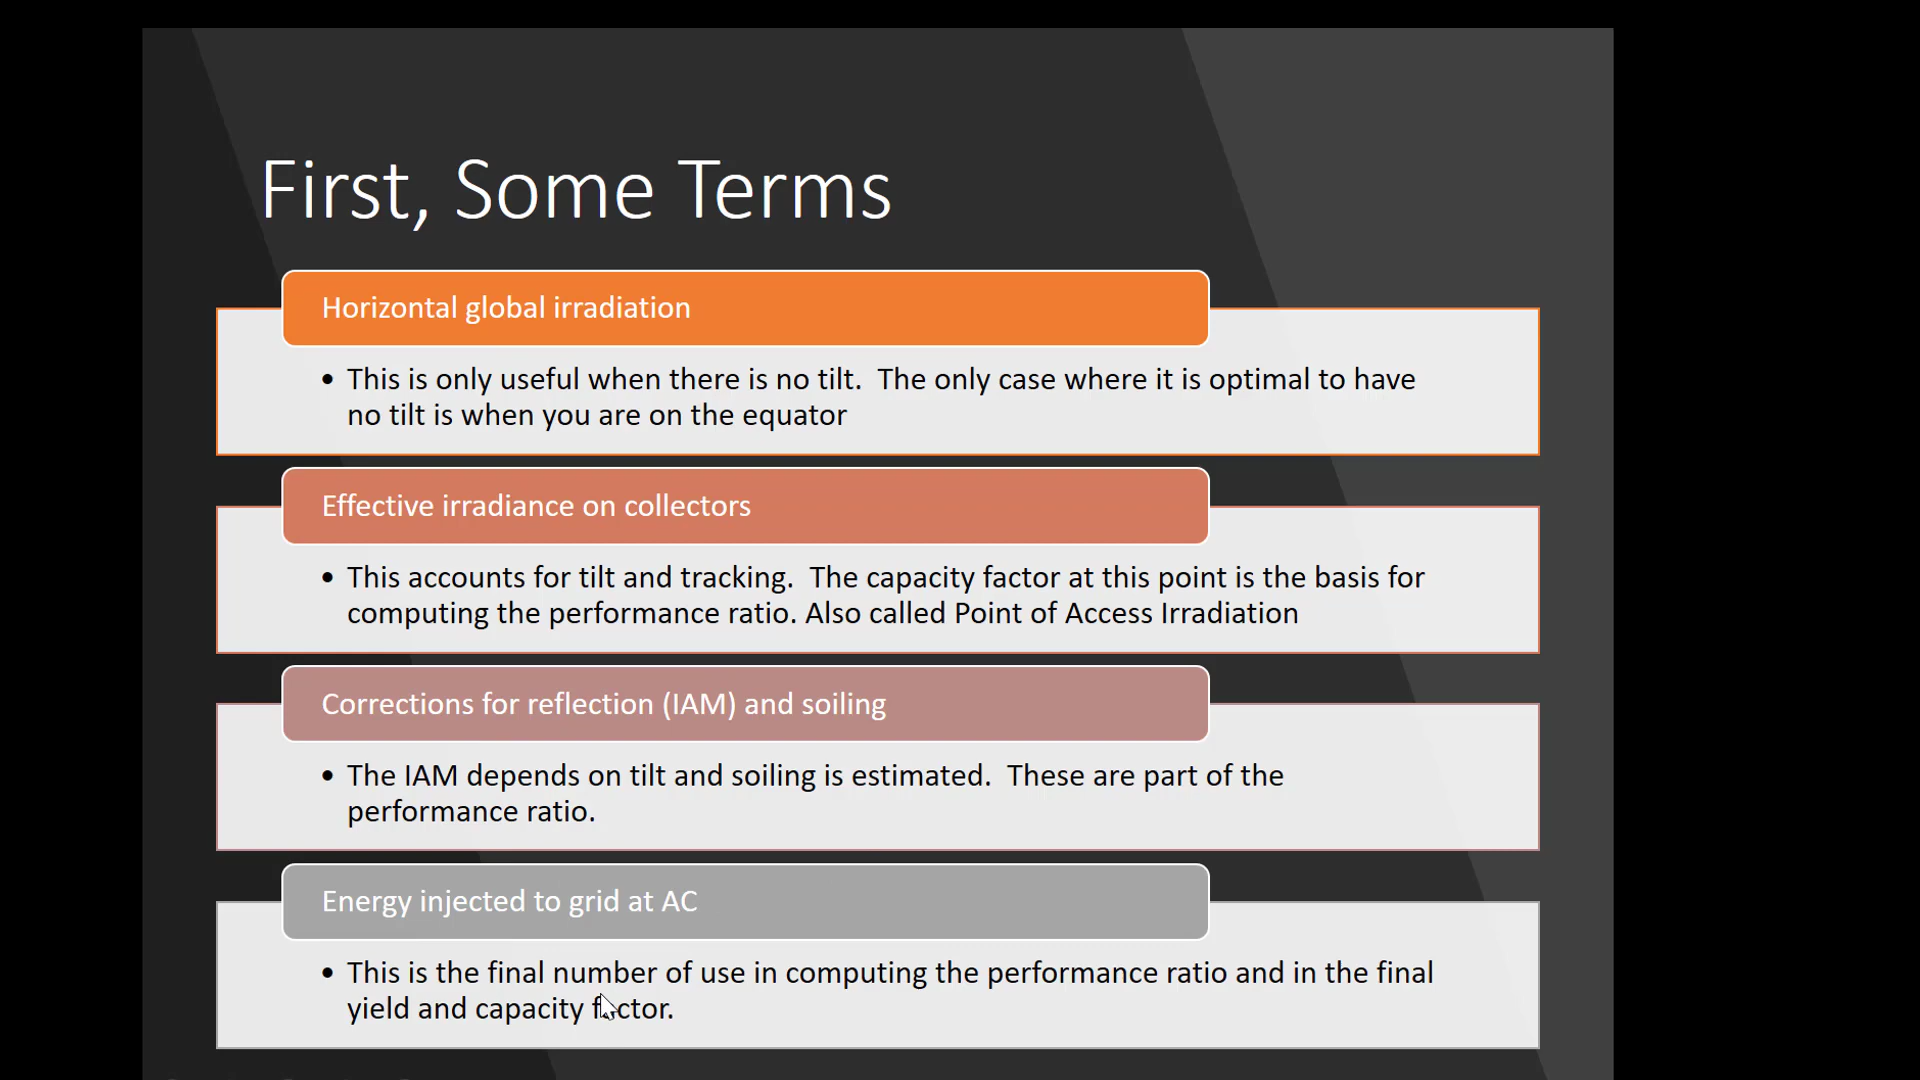 First, Some Terms
Horizontal global irradiation
• This is only useful when there is no tilt.  The only case where it is optimal to have
no tilt is when you are on the equator
Effective irradiance on collectors
• This accounts for tilt and tracking.  The capacity factor at this point is the basis for
computing the performance ratio. Also called Point of Access Irradiation
Corrections for reflection (IAM) and soiling
• The IAM depends on tilt and soiling is estimated.  These are part of the
performance ratio.
Energy injected to grid at AC
• This is the final number of use in computing the performance ratio and in the final
yield and capacity factor.